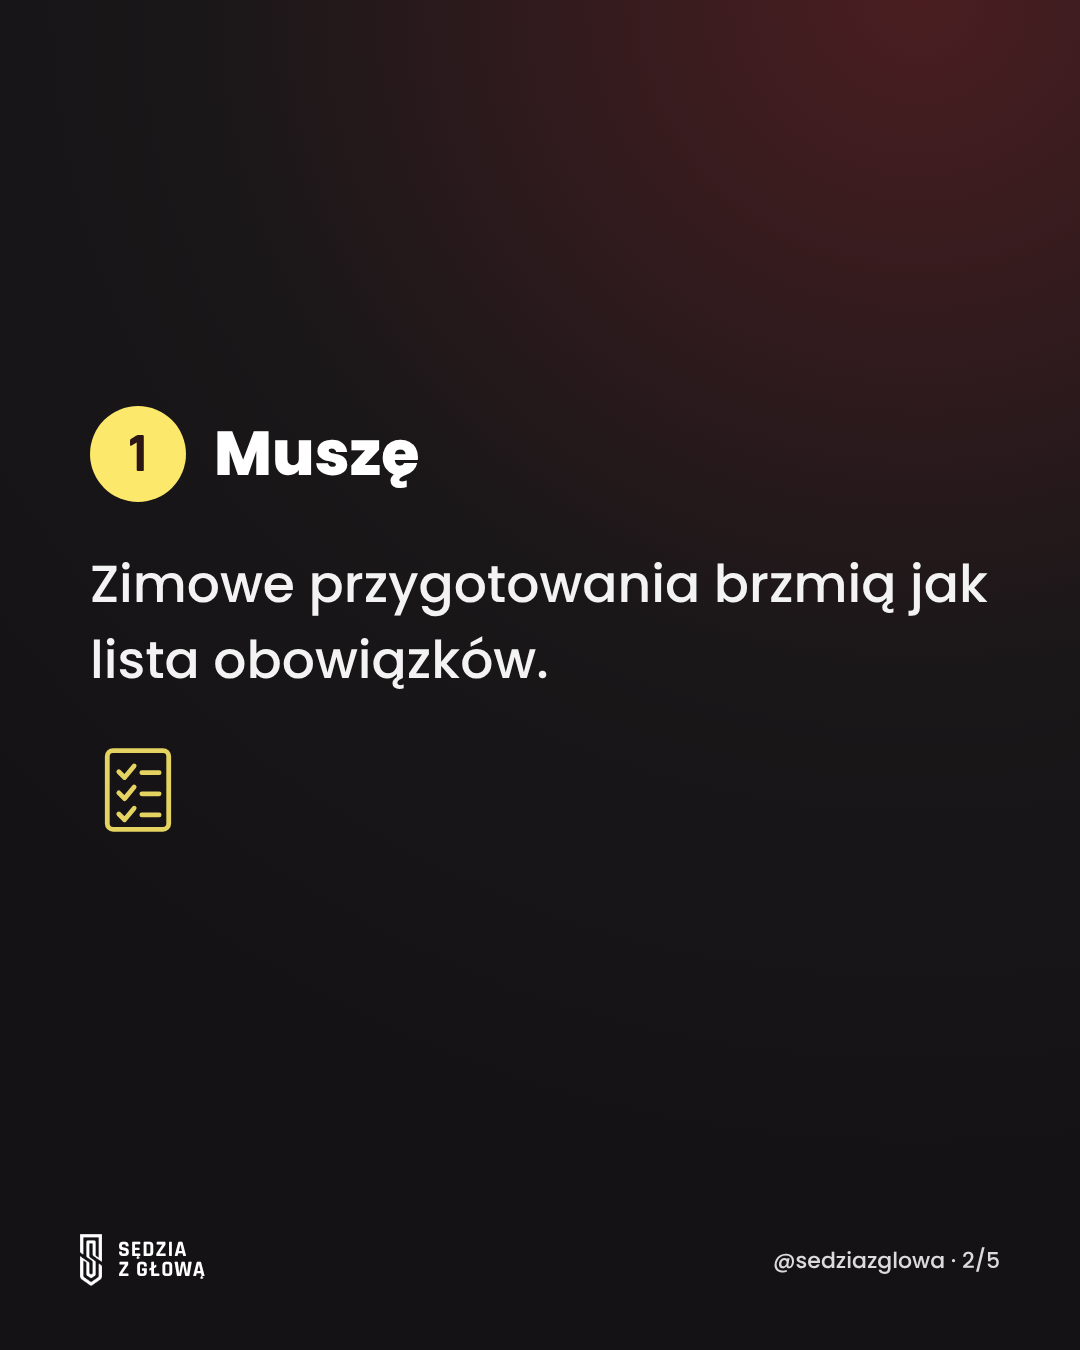 1 Muszę
Zimowe przygotowania brzmią jak
lista obowiązków.
SĘDZIA
Z GŁOWĄ
@sedziazglowa · 2/5